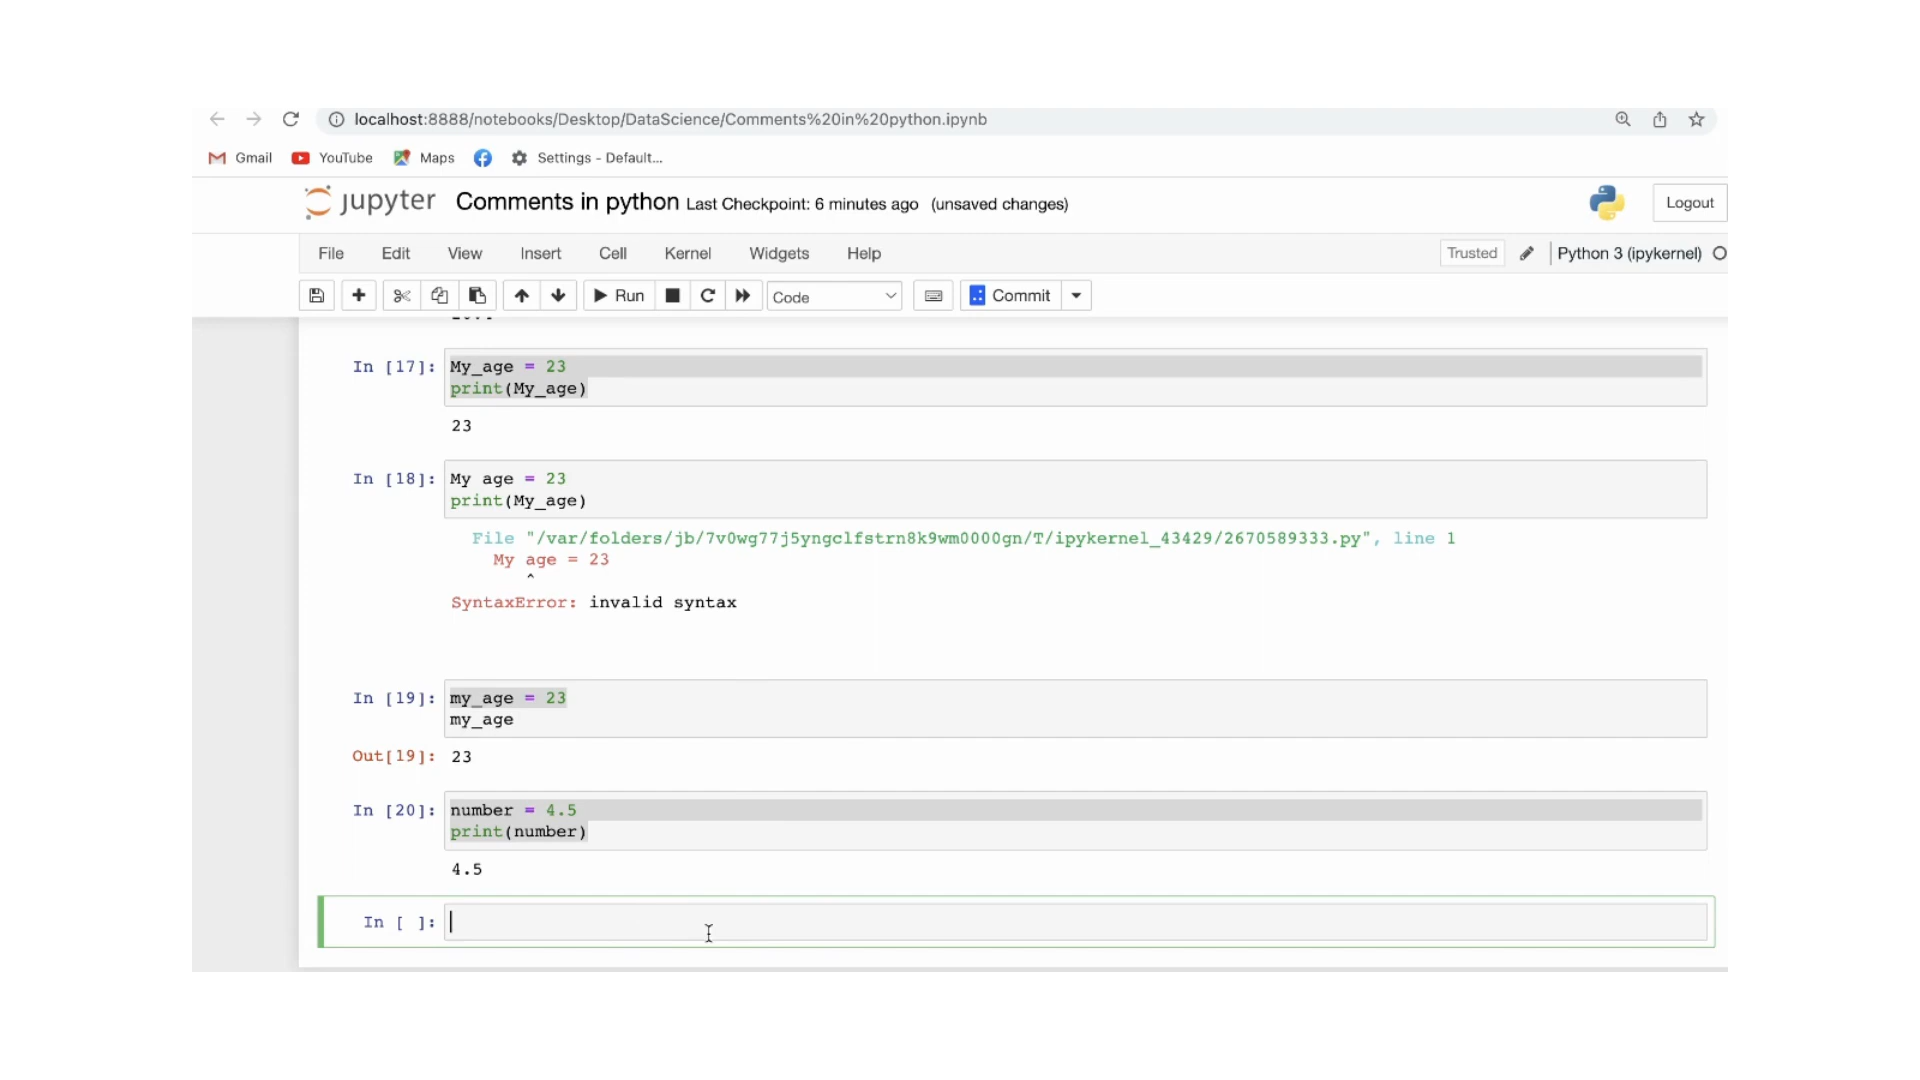 localhost:8888/notebooks/Desktop/DataScience/Comments%20in%20python.ipynb
Gmail YouTube Maps Settings - Default...
jupyter Comments in python Last Checkpoint: 6 minutes ago (unsaved changes) Logout
File Edit View Insert Cell Kernel Widgets Help Trusted Python 3 (ipykernel)
Run Code Commit
In [17]: My_age = 23
print(My_age)
23
In [18]: My age = 23
print(My_age)
File "/var/folders/jb/7v0wg77j5yngclfstrn8k9wm0000gn/T/ipykernel_43429/2670589333.py", line 1
My age = 23
^
SyntaxError: invalid syntax
In [19]: my_age = 23
my_age
Out[19]: 23
In [20]: number = 4.5
print(number)
4.5
In [ ]: